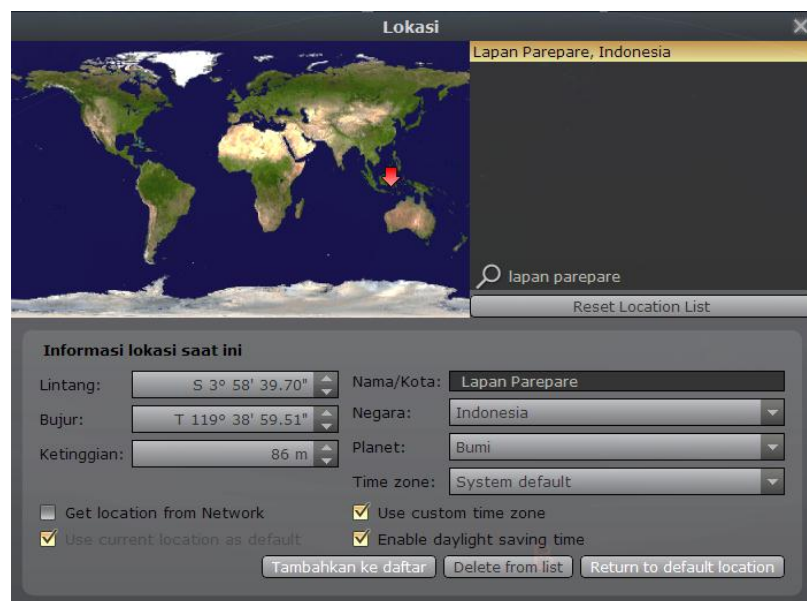 Lokasi
Lapan Parepare, Indonesia
lapan parepare
Reset Location List
Informasi lokasi saat ini
Lintang: S 3° 58' 39.70"
Bujur: T 119° 38' 59.51"
Ketinggian: 86 m
Nama/Kota: Lapan Parepare
Negara: Indonesia
Planet: Bumi
Time zone: System default
Get location from Network
Use custom time zone
Use current location as default
Enable daylight saving time
Tambahkan ke daftar
Delete from list
Return to default location